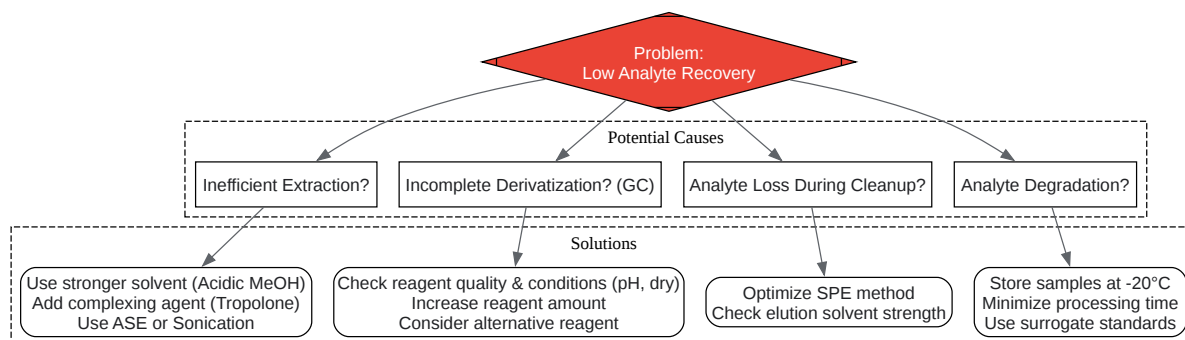 Problem:
Low Analyte Recovery
Potential Causes
Inefficient Extraction?
Incomplete Derivatization? (GC)
Analyte Loss During Cleanup?
Analyte Degradation?
Solutions
Use stronger solvent (Acidic MeOH)
Add complexing agent (Tropolone)
Use ASE or Sonication
Check reagent quality & conditions (pH, dry)
Increase reagent amount
Consider alternative reagent
Optimize SPE method
Check elution solvent strength
Store samples at -20°C
Minimize processing time
Use surrogate standards